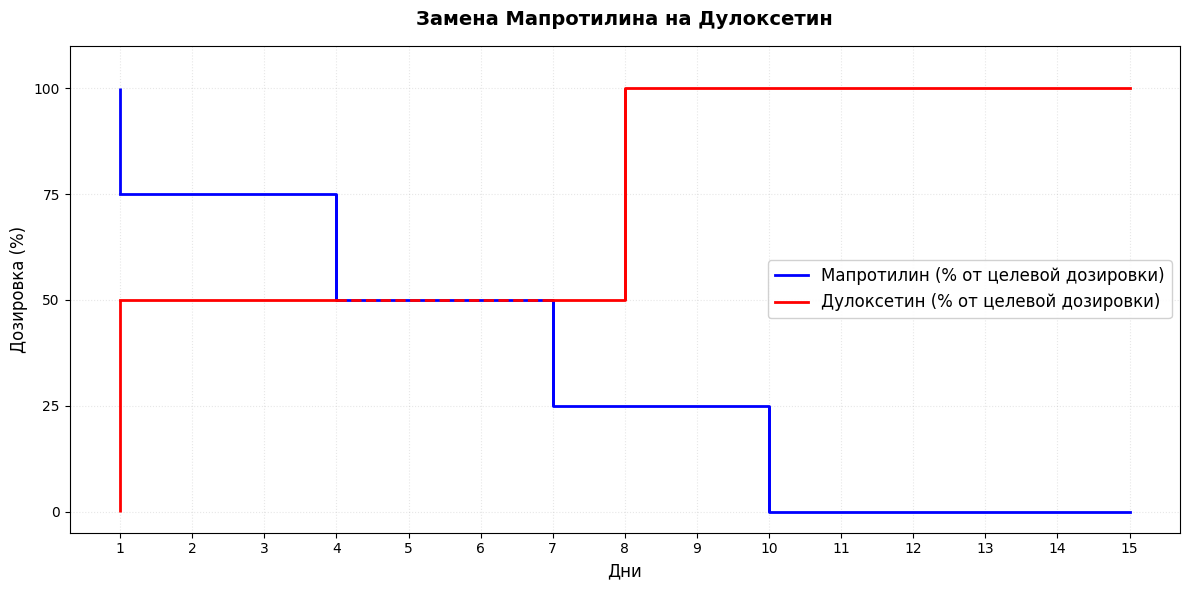 Замена Мапротилина на Дулоксетин
Дозировка (%)
100
75
50
25
0
Мапротилин (% от целевой дозировки)
Дулоксетин (% от целевой дозировки)
1 2 3 4 5 6 7 8 9 10 11 12 13 14 15
Дни